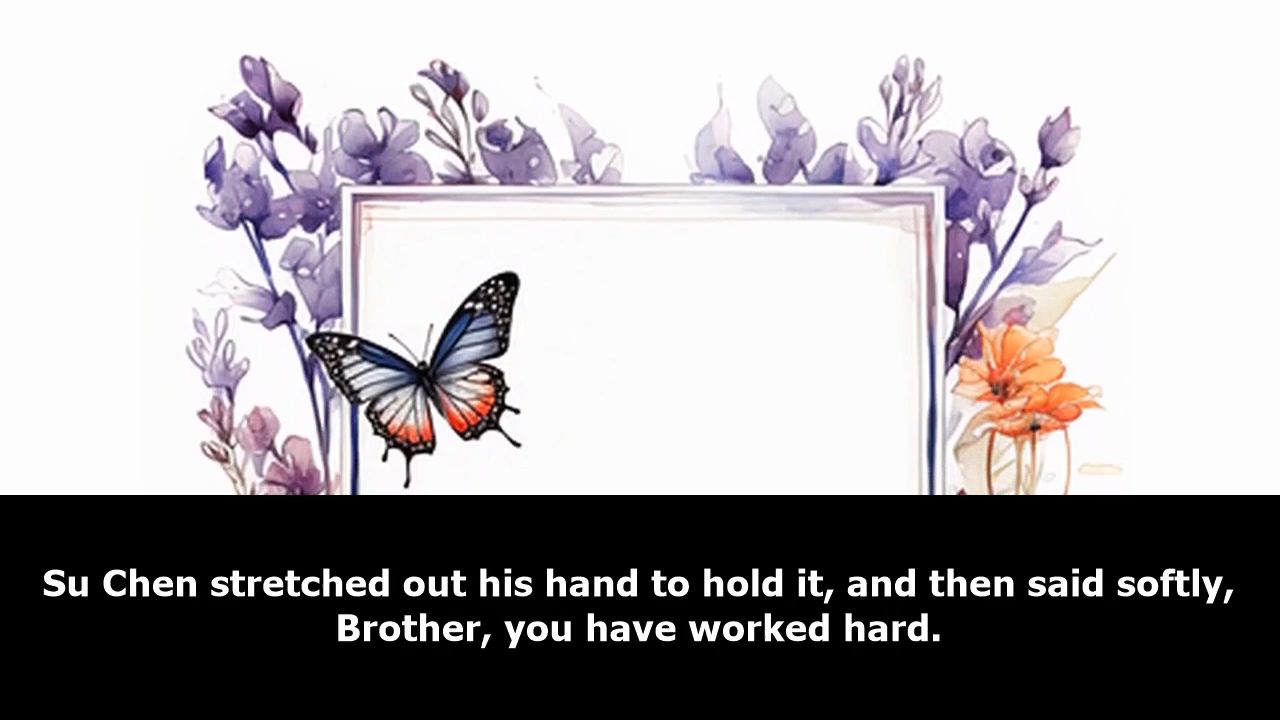 Su Chen stretched out his hand to hold it, and then said softly,
Brother, you have worked hard.